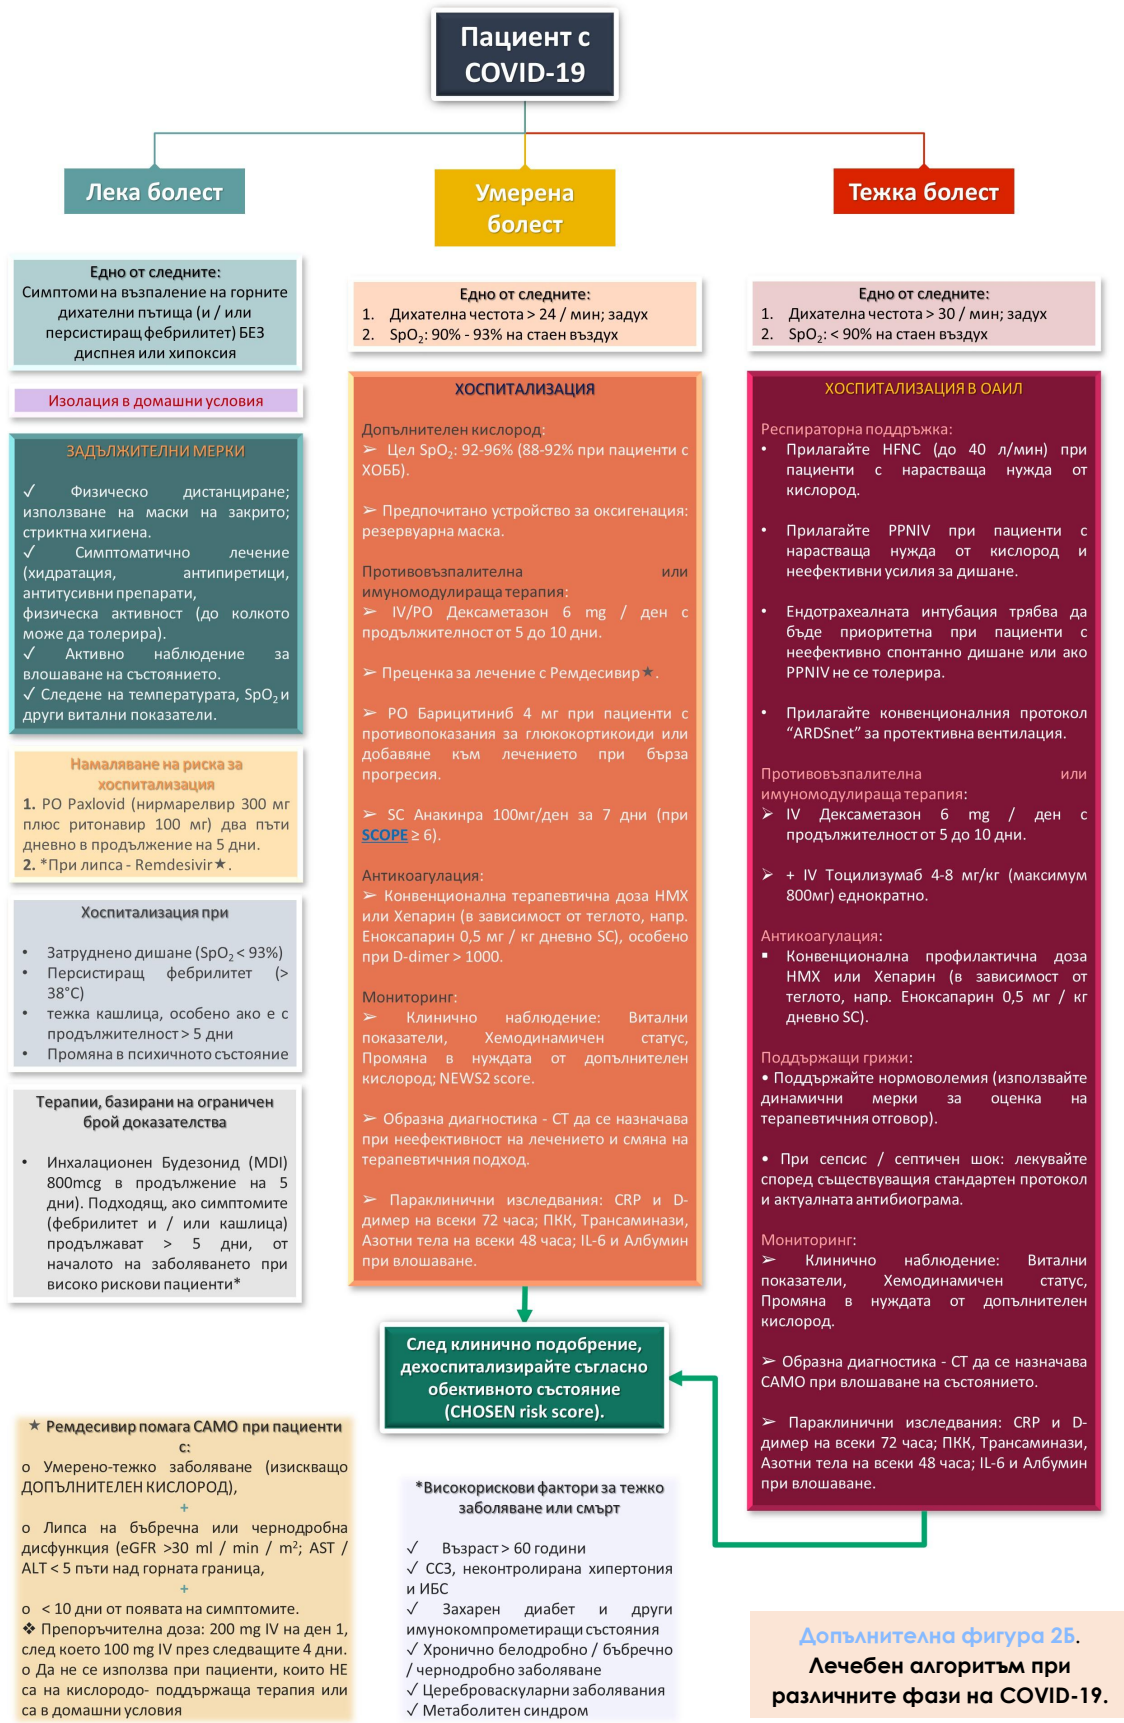 Пациент с
COVID-19
Лека болест
Умерена
болест
Тежка болест
Едно от следните:
Симптоми на възпаление на горните
дихателни пътища (и / или
персистиращ фебрилитет) БЕЗ
диспнея или хипоксия
Изолация в домашни условия
ЗАДЪЛЖИТЕЛНИ МЕРКИ
✓ Физическо дистанциране;
използване на маски на закрито;
стриктна хигиена.
✓ Симптоматично лечение
(хидратация, антипиретици,
антитусивни препарати,
физическа активност (до колкото
може да толерира).
✓ Активно наблюдение за
влошаване на състоянието.
✓ Следене на температурата, SpO₂ и
други витални показатели.
Намаляване на риска за
хоспитализация
1. PO Paxlovid (нирмарелвир 300 мг
плюс ритонавир 100 мг) два пъти
дневно в продължение на 5 дни.
2. *При липса - Remdesivir★.
Хоспитализация при
• Затруднено дишане (SpO₂ < 93%)
• Персистиращ фебрилитет (>
38°C)
• тежка кашлица, особено ако е с
продължителност > 5 дни
• Промяна в психичното състояние
Терапии, базирани на ограничен
брой доказателства
• Инхалационен Будезонид (MDI)
800mcg в продължение на 5
дни). Подходящ, ако симптомите
(фебрилитет и / или кашлица)
продължават > 5 дни, от
началото на заболяването при
високо рискови пациенти*
★ Ремдесивир помага САМО при пациенти
с:
o Умерено-тежко заболяване (изискващо
ДОПЪЛНИТЕЛЕН КИСЛОРОД),
+
o Липса на бъбречна или чернодробна
дисфункция (eGFR >30 ml / min / m²; AST /
ALT < 5 пъти над горната граница,
+
o < 10 дни от появата на симптомите.
❖ Препоръчителна доза: 200 mg IV на ден 1,
след което 100 mg IV през следващите 4 дни.
o Да не се използва при пациенти, които НЕ
са на кислородо- поддържаща терапия или
са в домашни условия
Едно от следните:
1. Дихателна честота > 24 / мин; задух
2. SpO₂: 90% - 93% на стаен въздух
ХОСПИТАЛИЗАЦИЯ
Допълнителен кислород:
➢ Цел SpO₂: 92-96% (88-92% при пациенти с
ХОББ).
➢ Предпочитано устройство за оксигенация:
резервуарна маска.
Противовъзпалителна или
имуномодулираща терапия:
➢ IV/PO Дексаметазон 6 mg / ден с
продължителност от 5 до 10 дни.
➢ Преценка за лечение с Ремдесивир★.
➢ PO Барицитиниб 4 мг при пациенти с
противопоказания за глюкокортикоиди или
добавяне към лечението при бърза
прогресия.
➢ SC Анакинра 100мг/ден за 7 дни (при
SCOPE ≥ 6).
Антикоагулация:
➢ Конвенционална терапевтична доза НМХ
или Хепарин (в зависимост от теглото, напр.
Еноксапарин 0,5 мг / кг дневно SC), особено
при D-dimer > 1000.
Мониторинг:
➢ Клинично наблюдение: Витални
показатели, Хемодинамичен статус,
Промяна в нуждата от допълнителен
кислород; NEWS2 score.
➢ Образна диагностика - CT да се назначава
при неефективност на лечението и смяна на
терапевтичния подход.
➢ Параклинични изследвания: CRP и D-
димер на всеки 72 часа; ПКК, Трансаминази,
Азотни тела на всеки 48 часа; IL-6 и Албумин
при влошаване.
След клинично подобрение,
дехоспитализирайте съгласно
обективното състояние
(CHOSEN risk score).
*Високорискови фактори за тежко
заболяване или смърт
✓ Възраст > 60 години
✓ ССЗ, неконтролирана хипертония
и ИБС
✓ Захарен диабет и други
имунокомпрометиращи състояния
✓ Хронично белодробно / бъбречно
/ чернодробно заболяване
✓ Цереброваскуларни заболявания
✓ Метаболитен синдром
Едно от следните:
1. Дихателна честота > 30 / мин; задух
2. SpO₂: < 90% на стаен въздух
ХОСПИТАЛИЗАЦИЯ В ОАИЛ
Респираторна поддръжка:
• Прилагайте HFNC (до 40 л/мин) при
пациенти с нарастваща нужда от
кислород.
• Прилагайте PPNIV при пациенти с
нарастваща нужда от кислород и
неефективни усилия за дишане.
• Ендотрахеалната интубация трябва да
бъде приоритетна при пациенти с
неефективно спонтанно дишане или ако
PPNIV не се толерира.
• Прилагайте конвенционалния протокол
“ARDSnet” за протективна вентилация.
Противовъзпалителна или
имуномодулираща терапия:
➢ IV Дексаметазон 6 mg / ден с
продължителност от 5 до 10 дни.
➢ + IV Тоцилизумаб 4-8 мг/кг (максимум
800мг) еднократно.
Антикоагулация:
▪ Конвенционална профилактична доза
НМХ или Хепарин (в зависимост от
теглото, напр. Еноксапарин 0,5 мг / кг
дневно SC).
Поддържащи грижи:
• Поддържайте нормоволемия (използвайте
динамични мерки за оценка на
терапевтичния отговор).
• При сепсис / септичен шок: лекувайте
според съществуващия стандартен протокол
и актуалната антибиограма.
Мониторинг:
➢ Клинично наблюдение: Витални
показатели, Хемодинамичен статус,
Промяна в нуждата от допълнителен
кислород.
➢ Образна диагностика - CT да се назначава
САМО при влошаване на състоянието.
➢ Параклинични изследвания: CRP и D-
димер на всеки 72 часа; ПКК, Трансаминази,
Азотни тела на всеки 48 часа; IL-6 и Албумин
при влошаване.
Допълнителна фигура 2Б.
Лечебен алгоритъм при
различните фази на COVID-19.